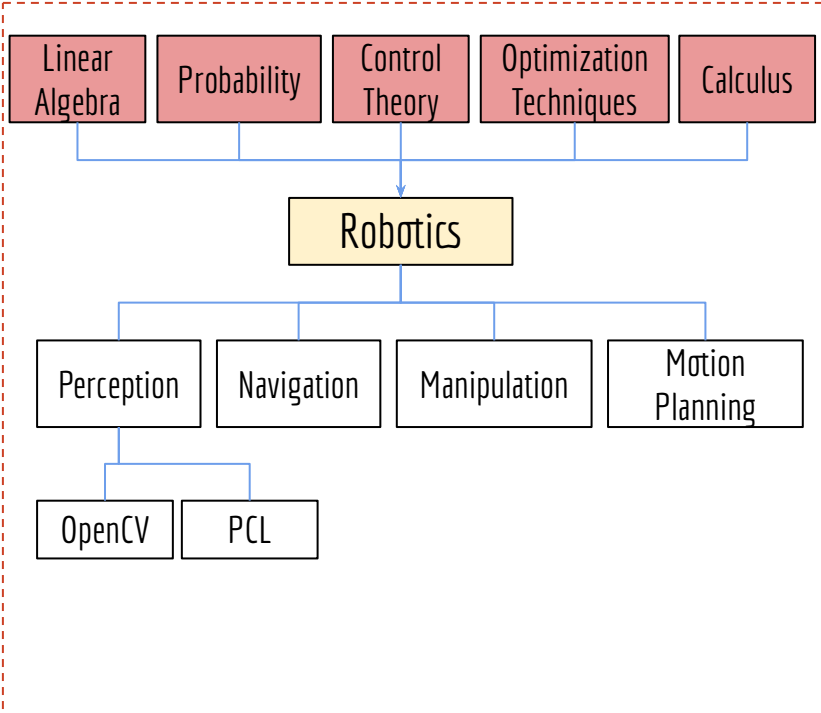 Linear
Algebra
Probability
Control
Theory
Optimization
Techniques
Calculus
Robotics
Perception
Navigation
Manipulation
Motion
Planning
OpenCV
PCL